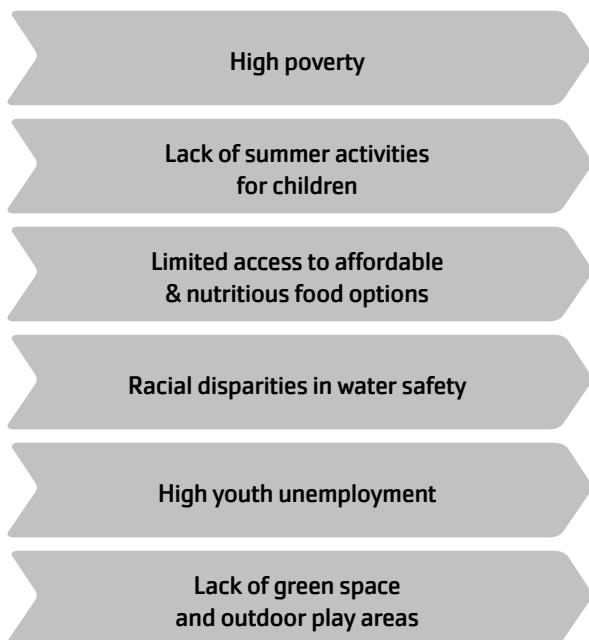 High poverty
Lack of summer activities
for children
Limited access to affordable
& nutritious food options
Racial disparities in water safety
High youth unemployment
Lack of green space
and outdoor play areas